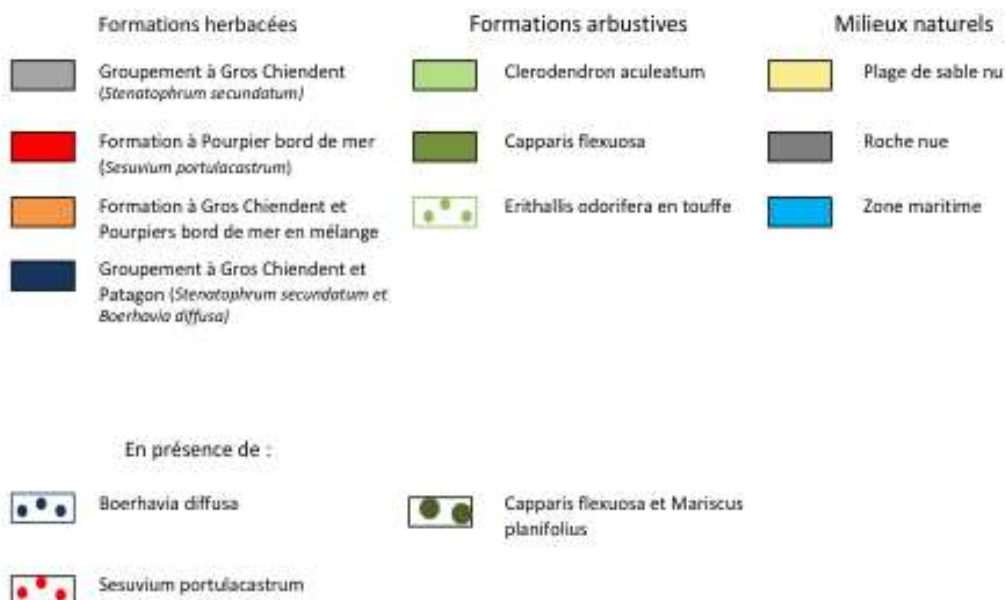 Formations herbacées
Groupement à Gros Chiendent
(Stenatophrum secundatum)
Formation à Pourpier bord de mer
(Sesuvium portulacastrum)
Formation à Gros Chiendent et
Pourpiers bord de mer en mélange
Groupement à Gros Chiendent et
Patagon (Stenatophrum secundatum et
Boerhavia diffusa)
Formations arbustives
Clerodendron aculeatum
Capparis flexuosa
Erithallis odorifera en touffe
Milieux naturels
Plage de sable nu
Roche nue
Zone maritime
En présence de :
Boerhavia diffusa
Sesuvium portulacastrum
Capparis flexuosa et Mariscus
planifolius